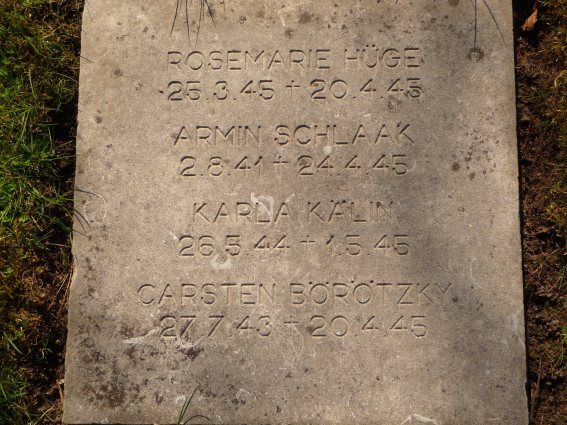 ROSEMARIE HÜGE
25.3.45 + 20.4.45
ARMIN SCHLAAK
2.8.41 + 24.4.45
KARLA KÄLIN
26.5.44 + 1.5.45
CARSTEN BÖRÖTZKY
27.7.43 + 20.4.45